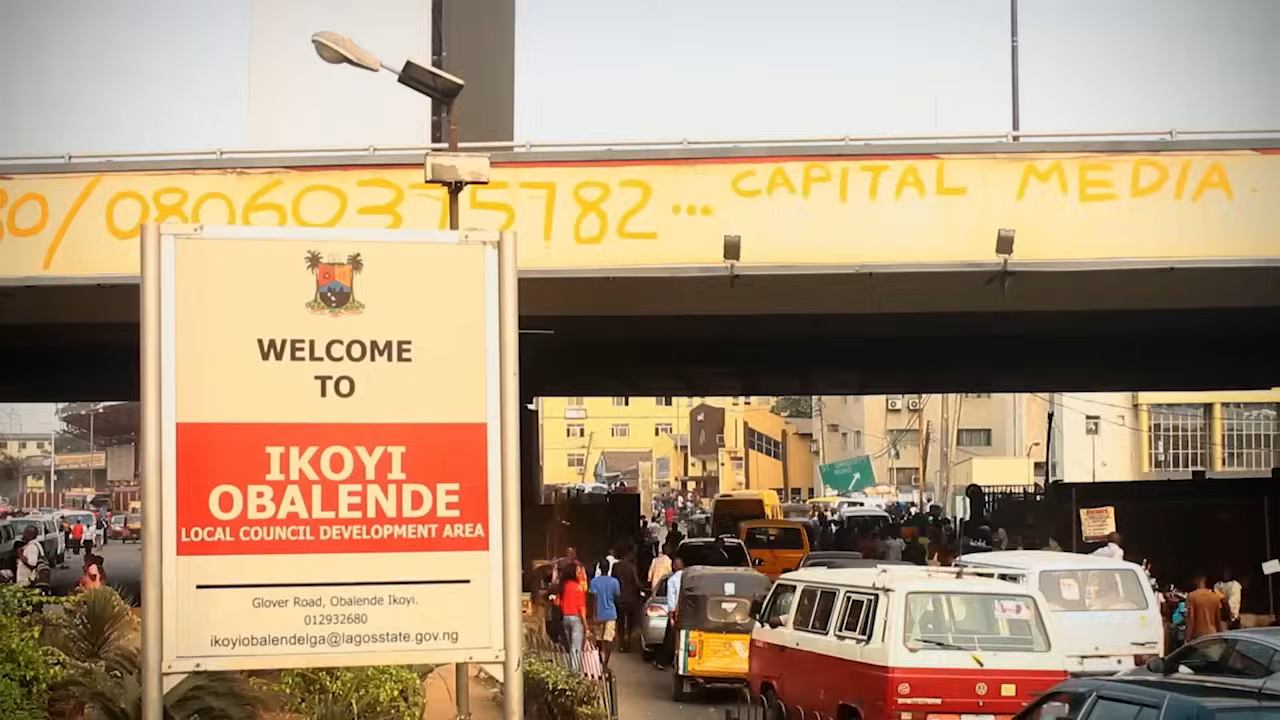 80/08060375782... CAPITAL MEDIA.
WELCOME
TO
IKOYI
OBALENDE
LOCAL COUNCIL DEVELOPMENT AREA
Glover Road, Obalende Ikoyi.
012932680
ikoyiobalendelga@lagosstate.gov.ng
ROAD